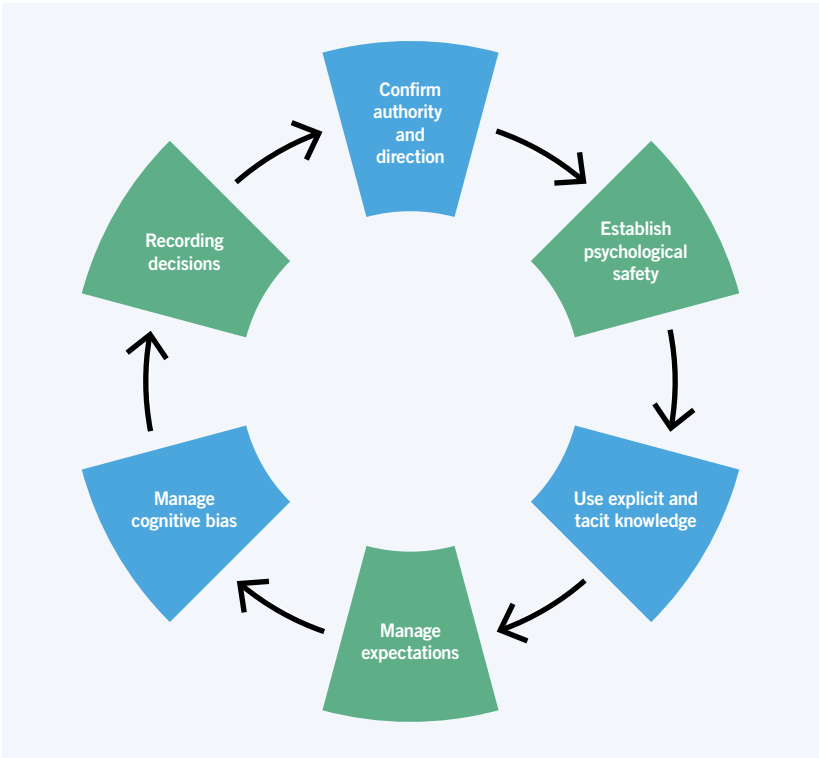 Confirm
authority
and
direction
Establish
psychological
safety
Use explicit and
tacit knowledge
Manage
expectations
Manage
cognitive bias
Recording
decisions